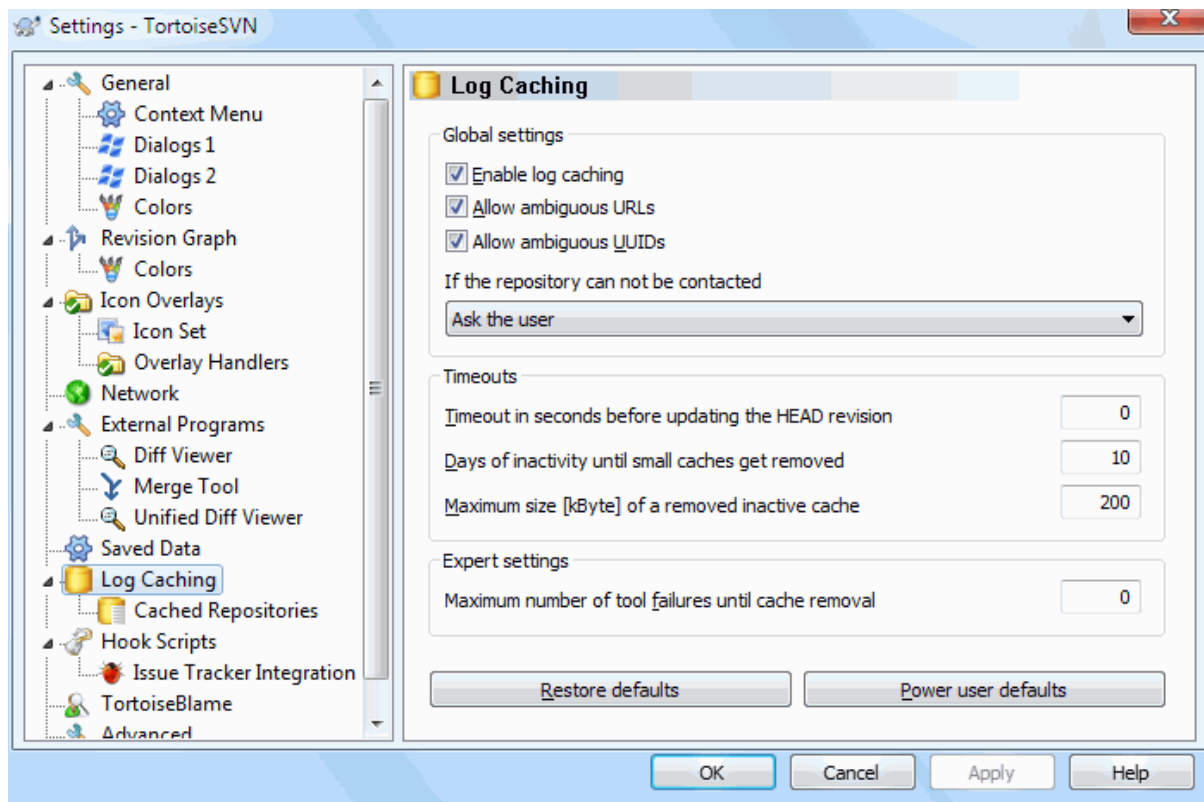 Settings - TortoiseSVN
General
Context Menu
Dialogs 1
Dialogs 2
Colors
Revision Graph
Colors
Icon Overlays
Icon Set
Overlay Handlers
Network
External Programs
Diff Viewer
Merge Tool
Unified Diff Viewer
Saved Data
Log Caching
Cached Repositories
Hook Scripts
Issue Tracker Integration
TortoiseBlame
Advanced
Log Caching
Global settings
Enable log caching
Allow ambiguous URLs
Allow ambiguous UUIDs
If the repository can not be contacted
Ask the user
Timeouts
Timeout in seconds before updating the HEAD revision 0
Days of inactivity until small caches get removed 10
Maximum size [kByte] of a removed inactive cache 200
Expert settings
Maximum number of tool failures until cache removal 0
Restore defaults Power user defaults
OK Cancel Apply Help